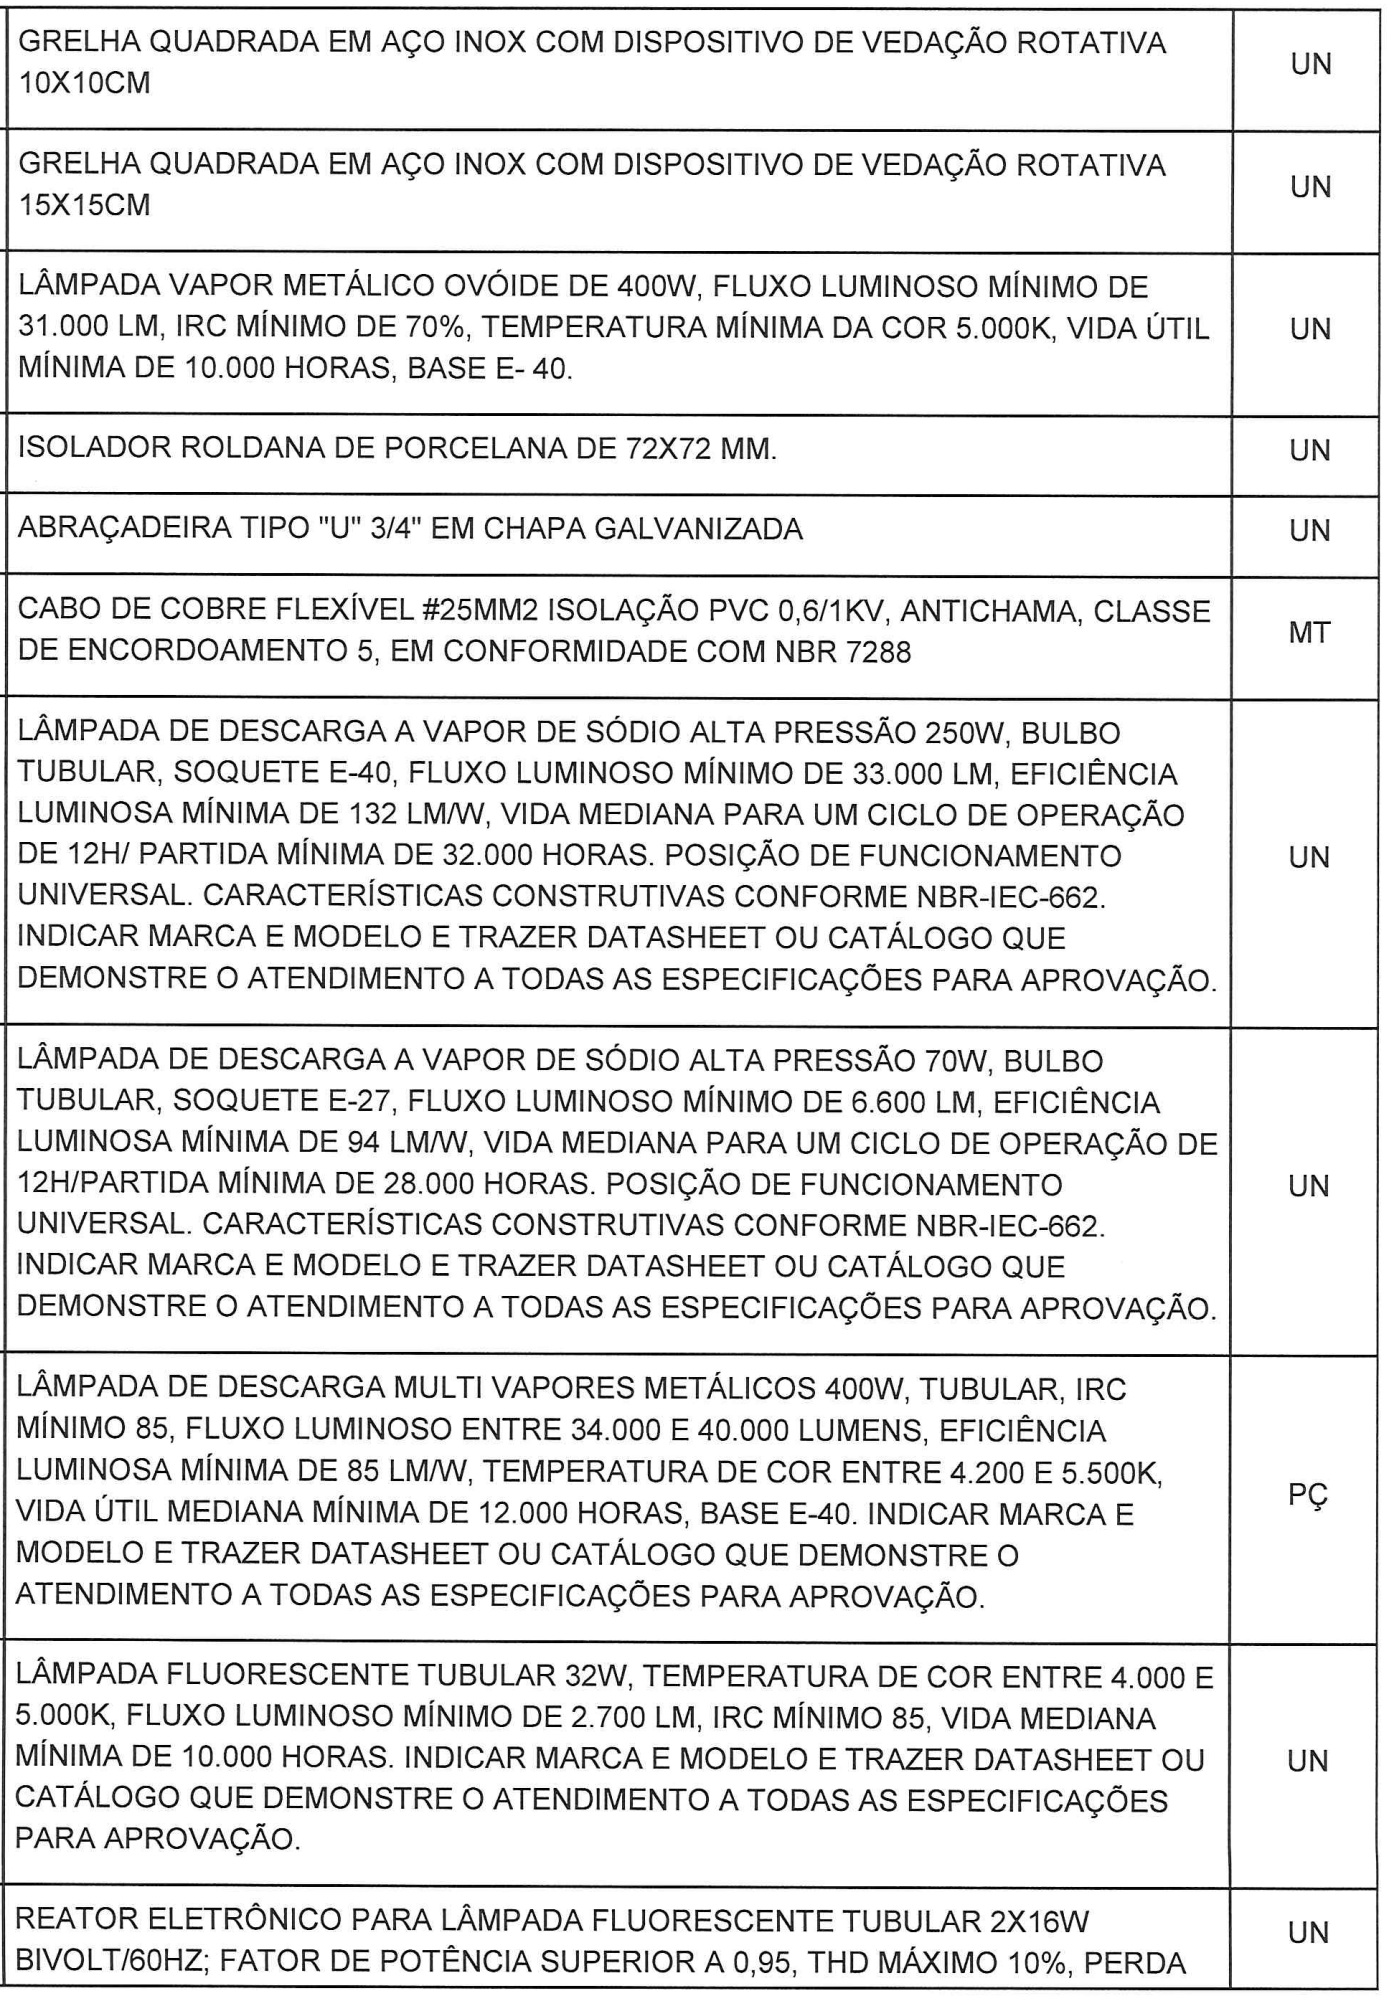 GRELHA QUADRADA EM AÇO INOX COM DISPOSITIVO DE VEDAÇÃO ROTATIVA
10X10CM
UN
GRELHA QUADRADA EM AÇO INOX COM DISPOSITIVO DE VEDAÇÃO ROTATIVA
15X15CM
UN
LÂMPADA VAPOR METÁLICO OVÓIDE DE 400W, FLUXO LUMINOSO MÍNIMO DE
31.000 LM, IRC MÍNIMO DE 70%, TEMPERATURA MÍNIMA DA COR 5.000K, VIDA ÚTIL
MÍNIMA DE 10.000 HORAS, BASE E- 40.
UN
ISOLADOR ROLDANA DE PORCELANA DE 72X72 MM.
UN
ABRAÇADEIRA TIPO "U" 3/4" EM CHAPA GALVANIZADA
UN
CABO DE COBRE FLEXÍVEL #25MM2 ISOLAÇÃO PVC 0,6/1KV, ANTICHAMA, CLASSE
DE ENCORDOAMENTO 5, EM CONFORMIDADE COM NBR 7288
MT
LÂMPADA DE DESCARGA A VAPOR DE SÓDIO ALTA PRESSÃO 250W, BULBO
TUBULAR, SOQUETE E-40, FLUXO LUMINOSO MÍNIMO DE 33.000 LM, EFICIÊNCIA
LUMINOSA MÍNIMA DE 132 LM/W, VIDA MEDIANA PARA UM CICLO DE OPERAÇÃO
DE 12H/ PARTIDA MÍNIMA DE 32.000 HORAS. POSIÇÃO DE FUNCIONAMENTO
UNIVERSAL. CARACTERÍSTICAS CONSTRUTIVAS CONFORME NBR-IEC-662.
INDICAR MARCA E MODELO E TRAZER DATASHEET OU CATÁLOGO QUE
DEMONSTRE O ATENDIMENTO A TODAS AS ESPECIFICAÇÕES PARA APROVAÇÃO.
UN
LÂMPADA DE DESCARGA A VAPOR DE SÓDIO ALTA PRESSÃO 70W, BULBO
TUBULAR, SOQUETE E-27, FLUXO LUMINOSO MÍNIMO DE 6.600 LM, EFICIÊNCIA
LUMINOSA MÍNIMA DE 94 LM/W, VIDA MEDIANA PARA UM CICLO DE OPERAÇÃO DE
12H/PARTIDA MÍNIMA DE 28.000 HORAS. POSIÇÃO DE FUNCIONAMENTO
UNIVERSAL. CARACTERÍSTICAS CONSTRUTIVAS CONFORME NBR-IEC-662.
INDICAR MARCA E MODELO E TRAZER DATASHEET OU CATÁLOGO QUE
DEMONSTRE O ATENDIMENTO A TODAS AS ESPECIFICAÇÕES PARA APROVAÇÃO.
UN
LÂMPADA DE DESCARGA MULTI VAPORES METÁLICOS 400W, TUBULAR, IRC
MÍNIMO 85, FLUXO LUMINOSO ENTRE 34.000 E 40.000 LUMENS, EFICIÊNCIA
LUMINOSA MÍNIMA DE 85 LM/W, TEMPERATURA DE COR ENTRE 4.200 E 5.500K,
VIDA ÚTIL MEDIANA MÍNIMA DE 12.000 HORAS, BASE E-40. INDICAR MARCA E
MODELO E TRAZER DATASHEET OU CATÁLOGO QUE DEMONSTRE O
ATENDIMENTO A TODAS AS ESPECIFICAÇÕES PARA APROVAÇÃO.
PÇ
LÂMPADA FLUORESCENTE TUBULAR 32W, TEMPERATURA DE COR ENTRE 4.000 E
5.000K, FLUXO LUMINOSO MÍNIMO DE 2.700 LM, IRC MÍNIMO 85, VIDA MEDIANA
MÍNIMA DE 10.000 HORAS. INDICAR MARCA E MODELO E TRAZER DATASHEET OU
CATÁLOGO QUE DEMONSTRE O ATENDIMENTO A TODAS AS ESPECIFICAÇÕES
PARA APROVAÇÃO.
UN
REATOR ELETRÔNICO PARA LÂMPADA FLUORESCENTE TUBULAR 2X16W
BIVOLT/60HZ; FATOR DE POTÊNCIA SUPERIOR A 0,95, THD MÁXIMO 10%, PERDA
UN